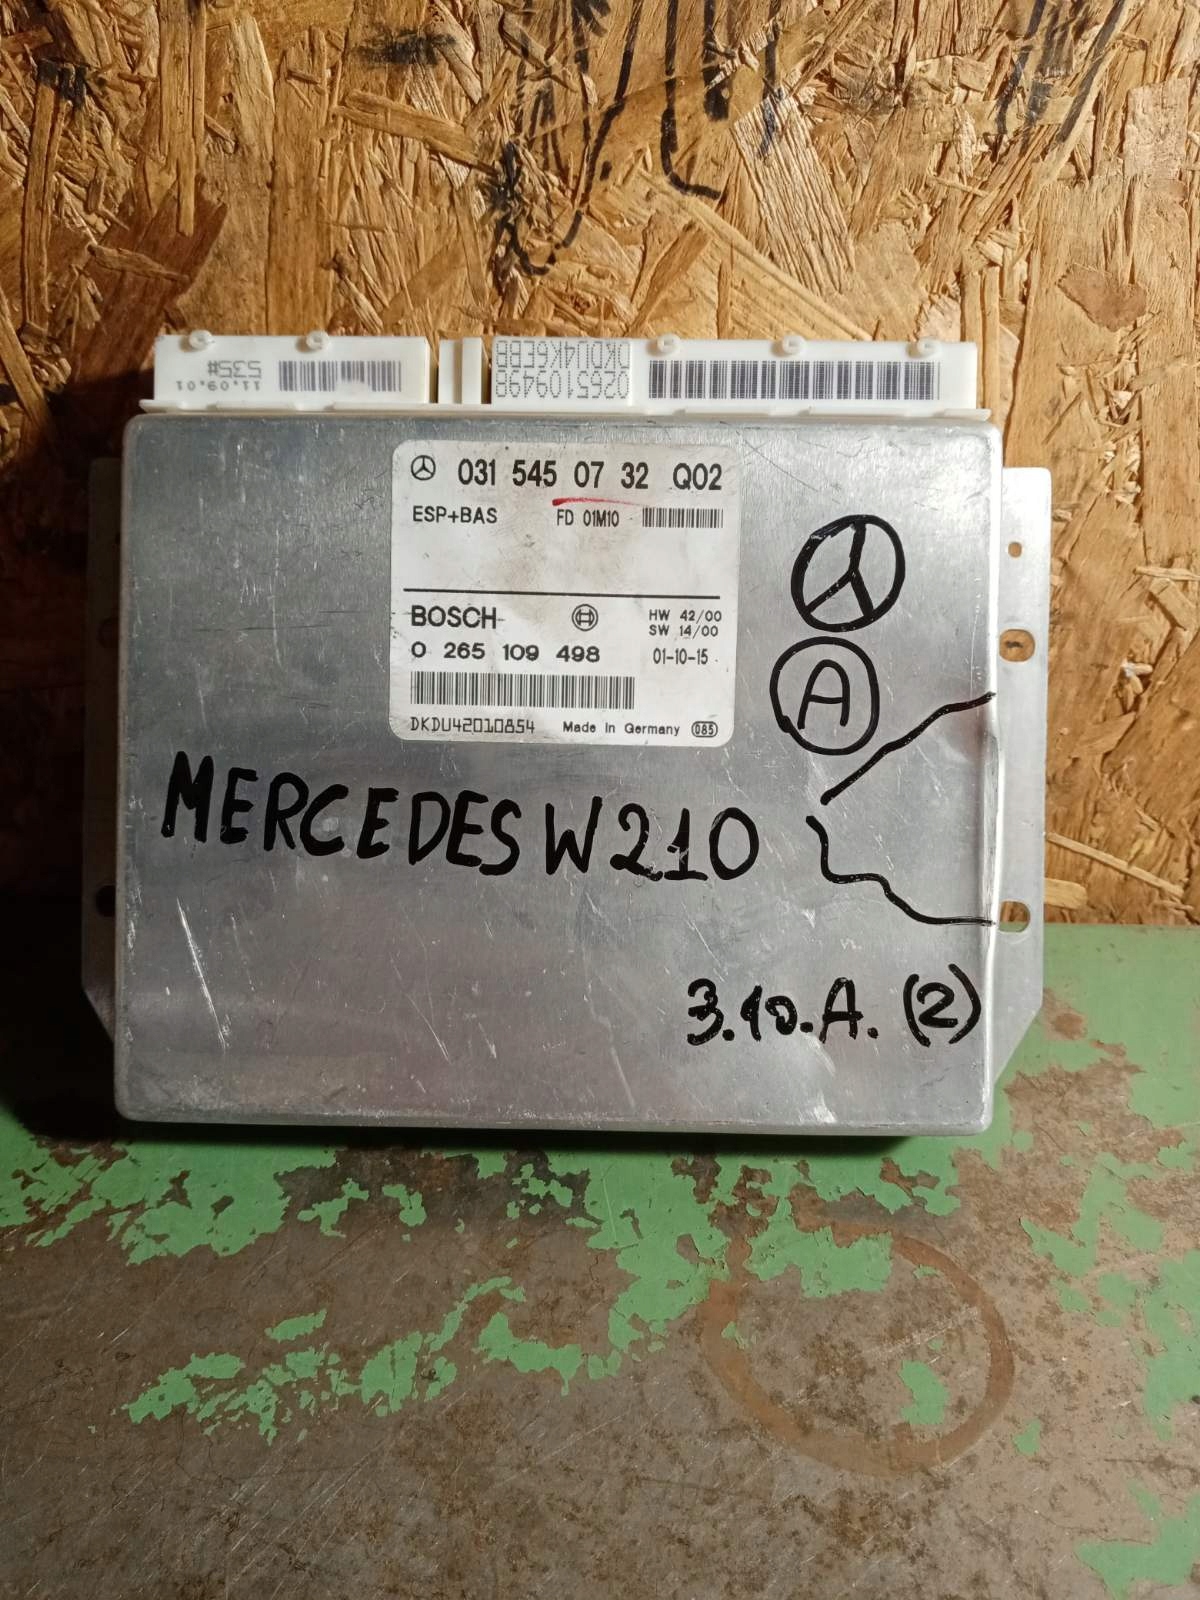 535#
11.09.01
0265109498
DKDU4K6EBB
031 545 07 32 Q02
ESP+BAS FD 01M10
BOSCH HW 42/00
SW 14/00
0 265 109 498 01-10-15
DKDU42010854 Made in Germany 085
A
MERCEDES W210
3.10.A. (2)